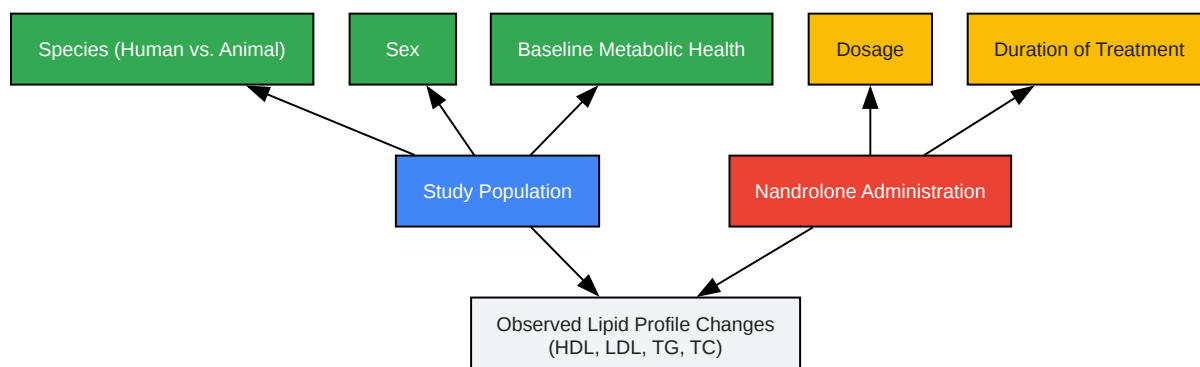 Species (Human vs. Animal)
Sex
Baseline Metabolic Health
Dosage
Duration of Treatment
Study Population
Nandrolone Administration
Observed Lipid Profile Changes
(HDL, LDL, TG, TC)